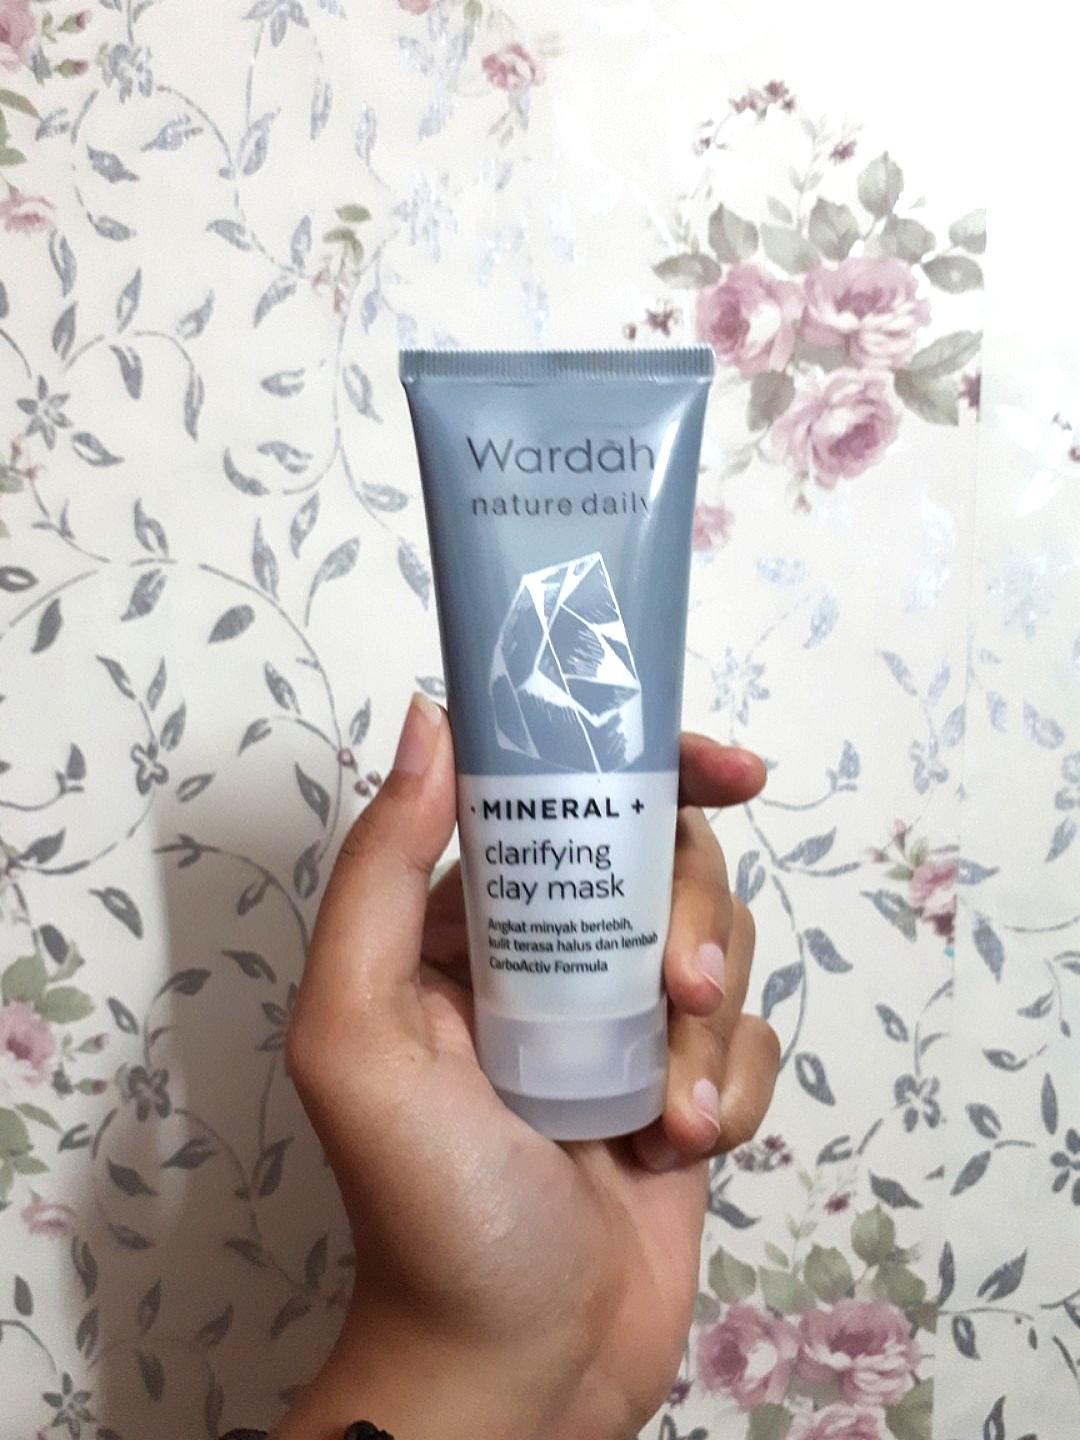 Wardah
nature daily
· MINERAL +
clarifying
clay mask
Angkat minyak berlebih,
kulit terasa halus dan lembab
CarboActiv Formula